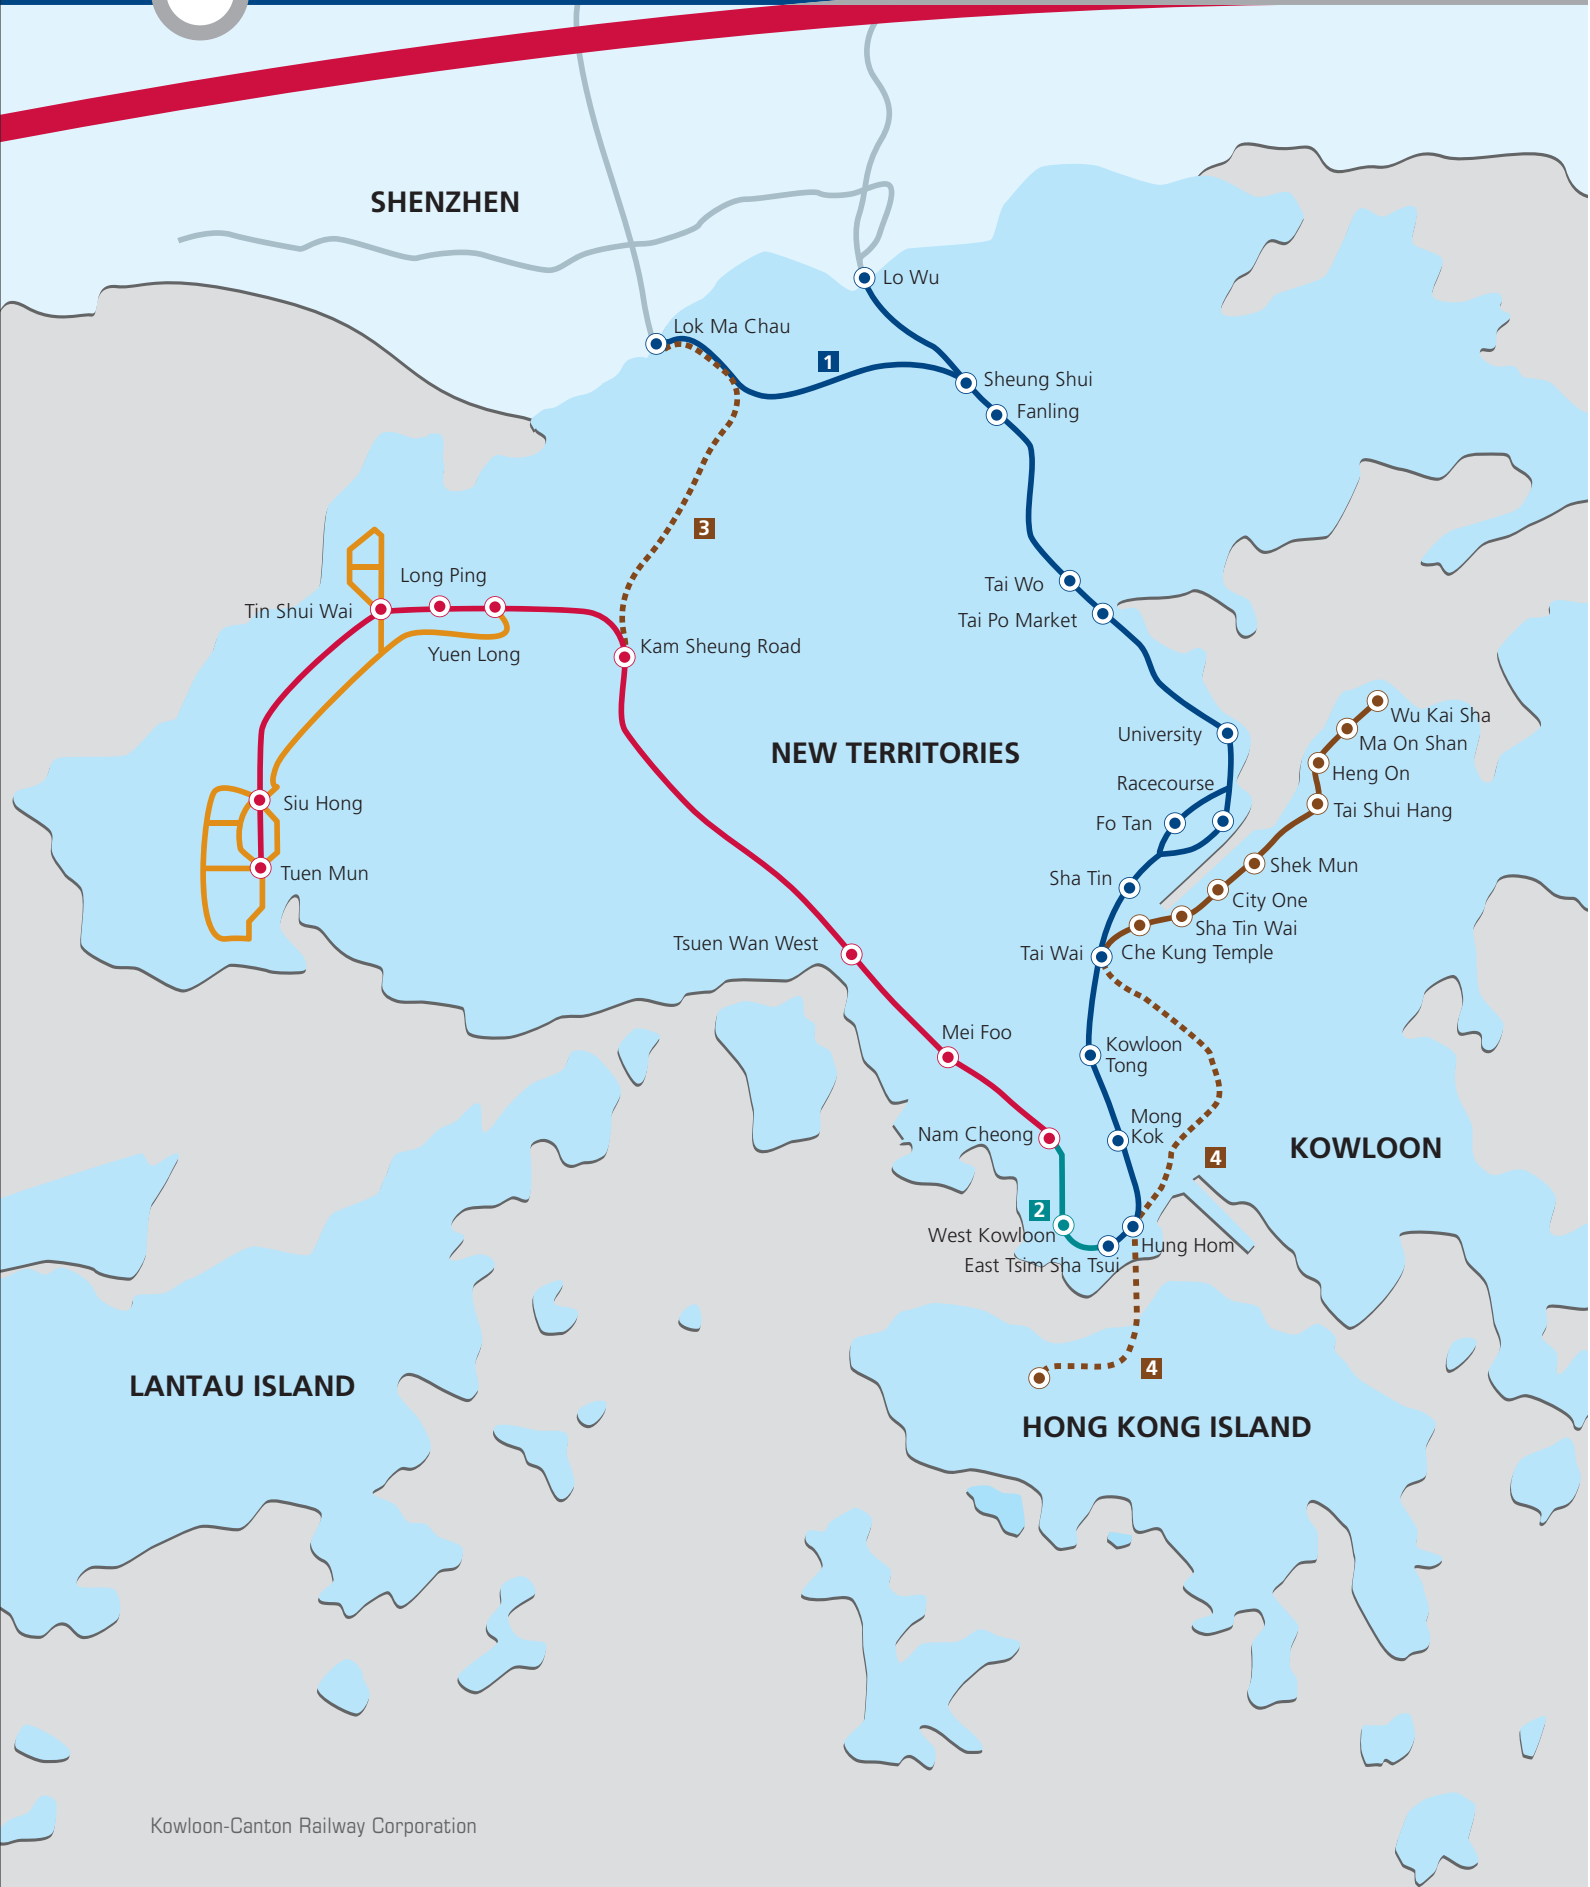 SHENZHEN
Lo Wu
Lok Ma Chau
1
Sheung Shui
Fanling
3
Long Ping
Tin Shui Wai
Tai Wo
Tai Po Market
Yuen Long
Kam Sheung Road
NEW TERRITORIES
University
Wu Kai Sha
Ma On Shan
Heng On
Racecourse
Tai Shui Hang
Siu Hong
Fo Tan
Tuen Mun
Sha Tin
Shek Mun
City One
Sha Tin Wai
Tsuen Wan West
Tai Wai
Che Kung Temple
Mei Foo
Kowloon
Tong
Mong
Kok
Nam Cheong
KOWLOON
4
2
West Kowloon
Hung Hom
East Tsim Sha Tsui
4
LANTAU ISLAND
HONG KONG ISLAND
Kowloon-Canton Railway Corporation